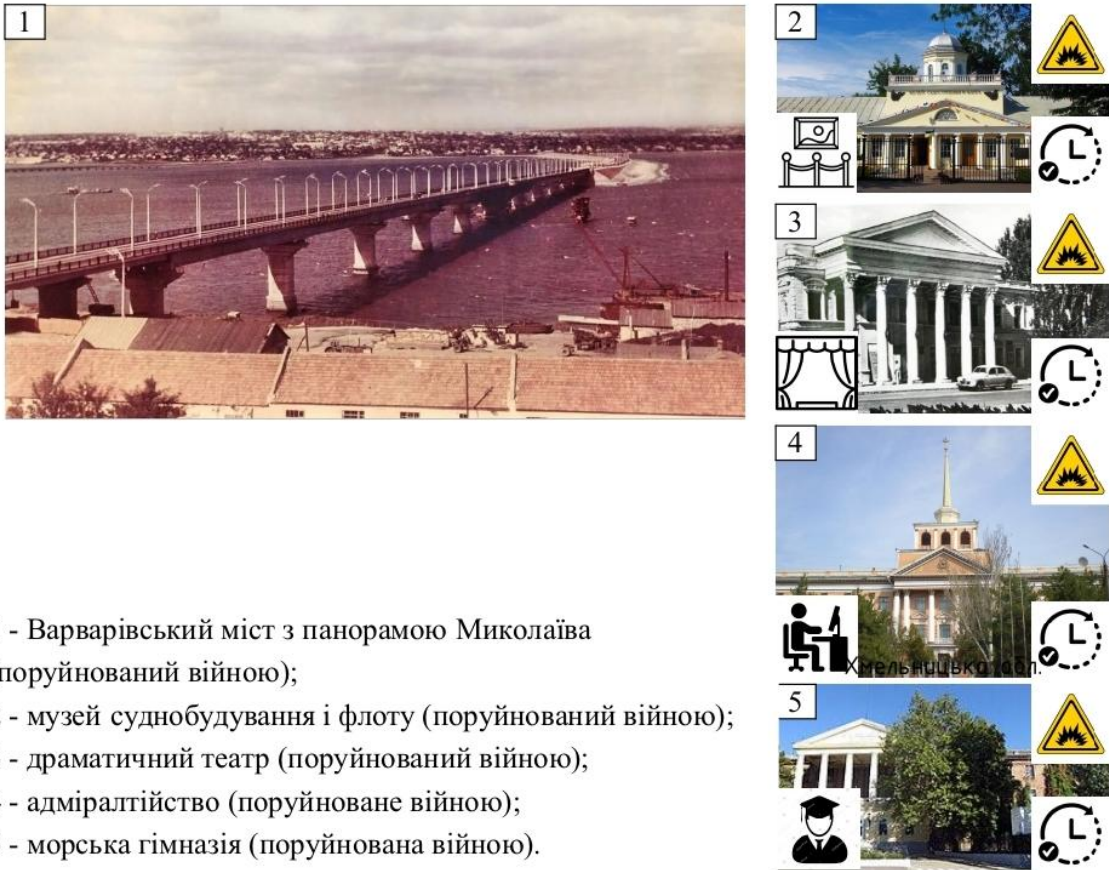 1
2
3
4
Хмельницька обл.
5
- Варварівський міст з панорамою Миколаєва
поруйнований війною);
- музей суднобудування і флоту (поруйнований війною);
- драматичний театр (поруйнований війною);
- адміралтійство (поруйноване війною);
- морська гімназія (поруйнована війною).